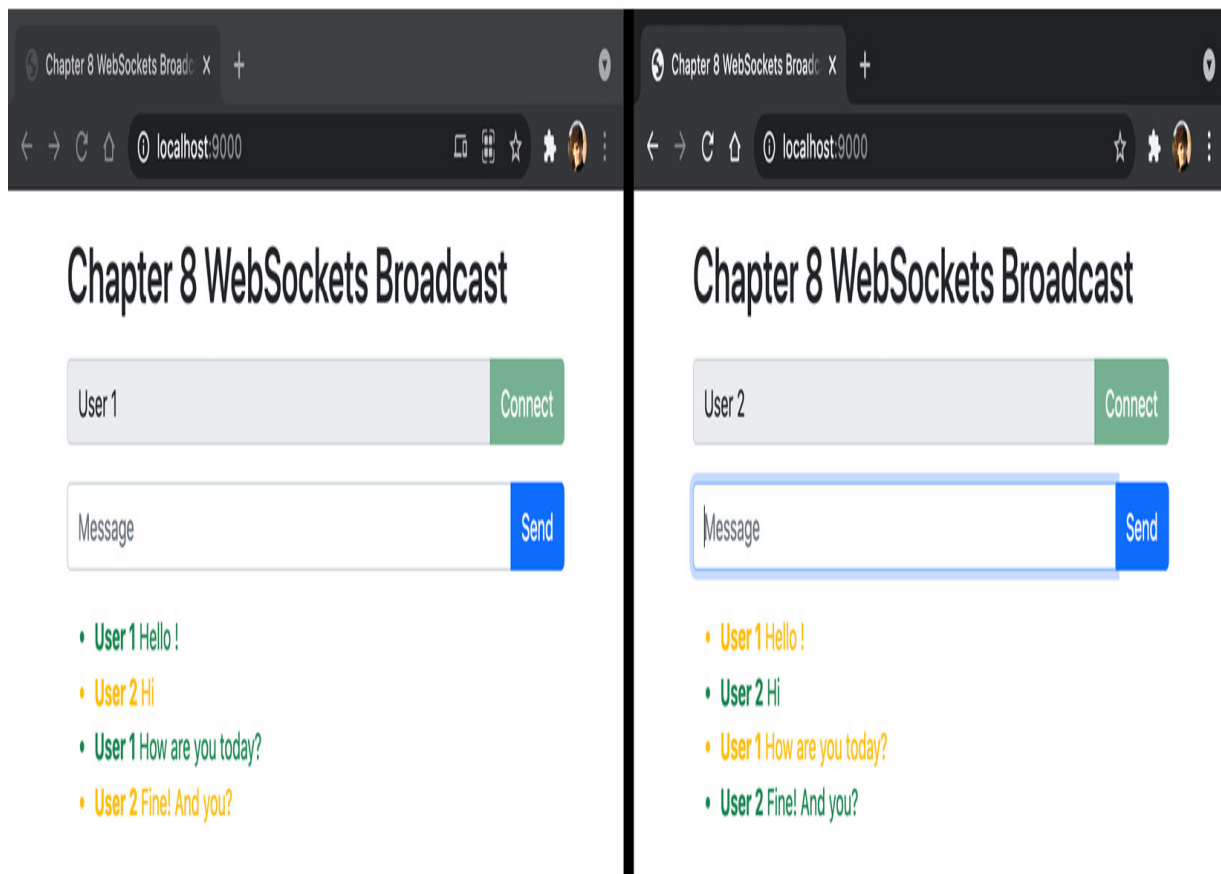 Chapter 8 WebSockets Broadc
localhost:9000
Chapter 8 WebSockets Broadcast
User 1
Connect
Message
Send
• User 1 Hello !
• User 2 Hi
• User 1 How are you today?
• User 2 Fine! And you?
Chapter 8 WebSockets Broadc
localhost:9000
Chapter 8 WebSockets Broadcast
User 2
Connect
Message
Send
• User 1 Hello !
• User 2 Hi
• User 1 How are you today?
• User 2 Fine! And you?